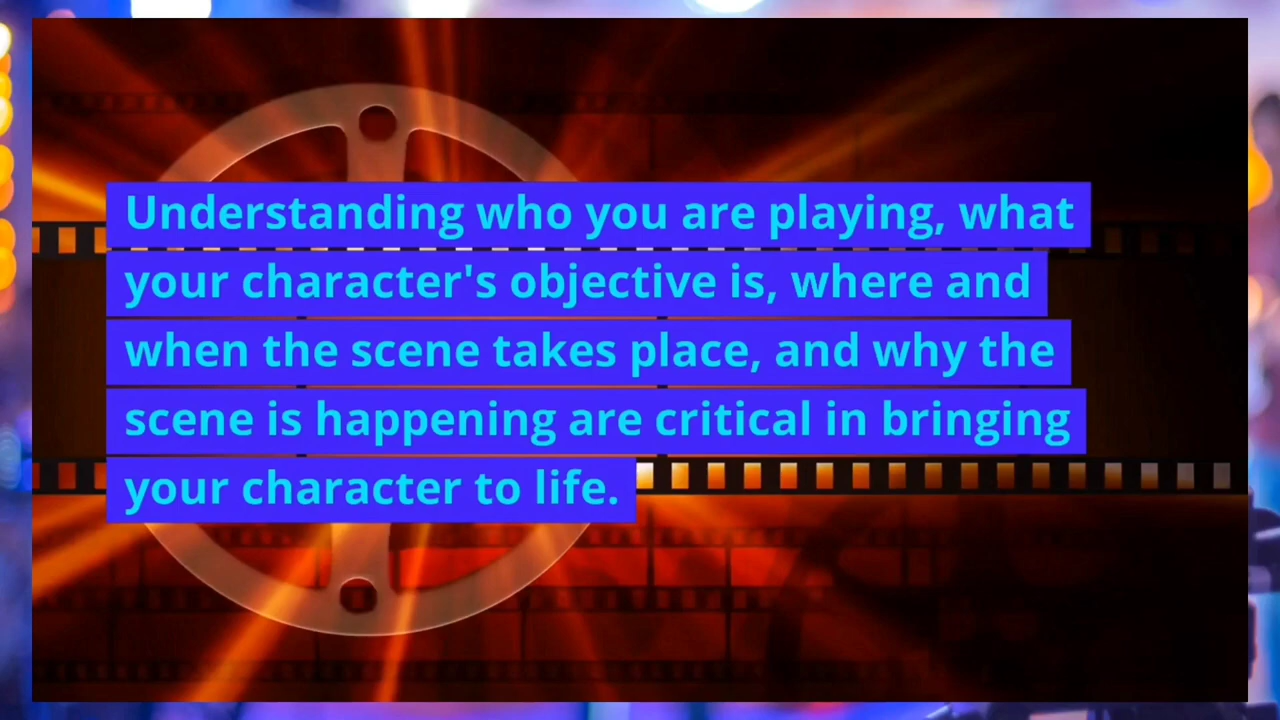 Understanding who you are playing, what
your character's objective is, where and
when the scene takes place, and why the
scene is happening are critical in bringing
your character to life.